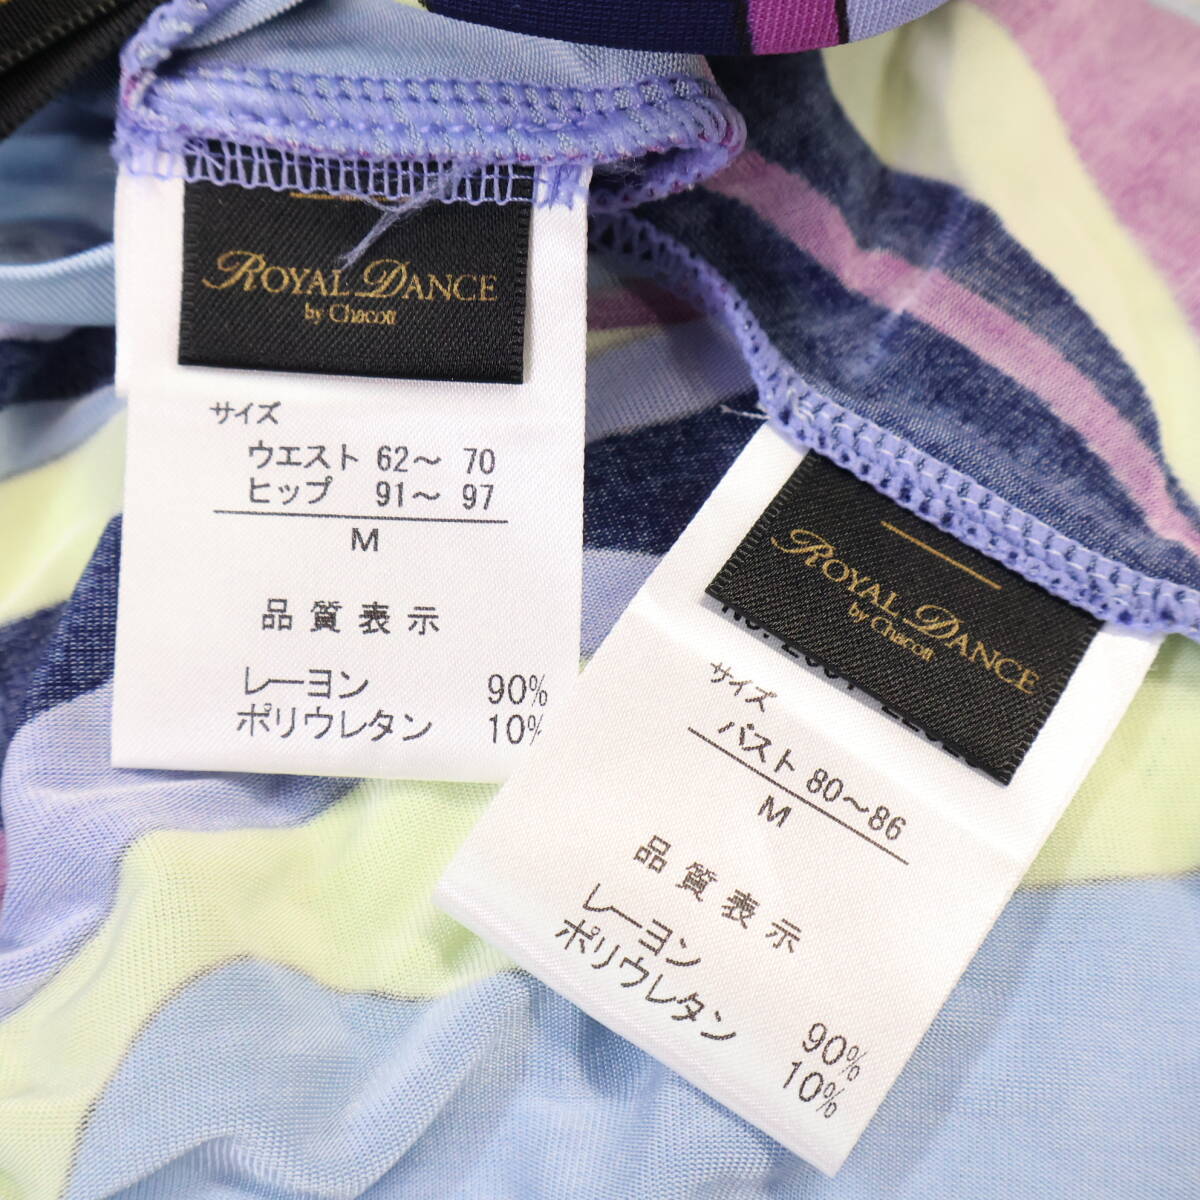 ROYAL DANCE
by Chacott
サイズ
ウエスト 62～ 70
ヒップ 91～ 97
M
品質表示
レーヨン 90%
ポリウレタン 10%
ROYAL DANCE
by Chacott
サイズ
バスト 80～86
M
品質表示
レーヨン 90%
ポリウレタン 10%